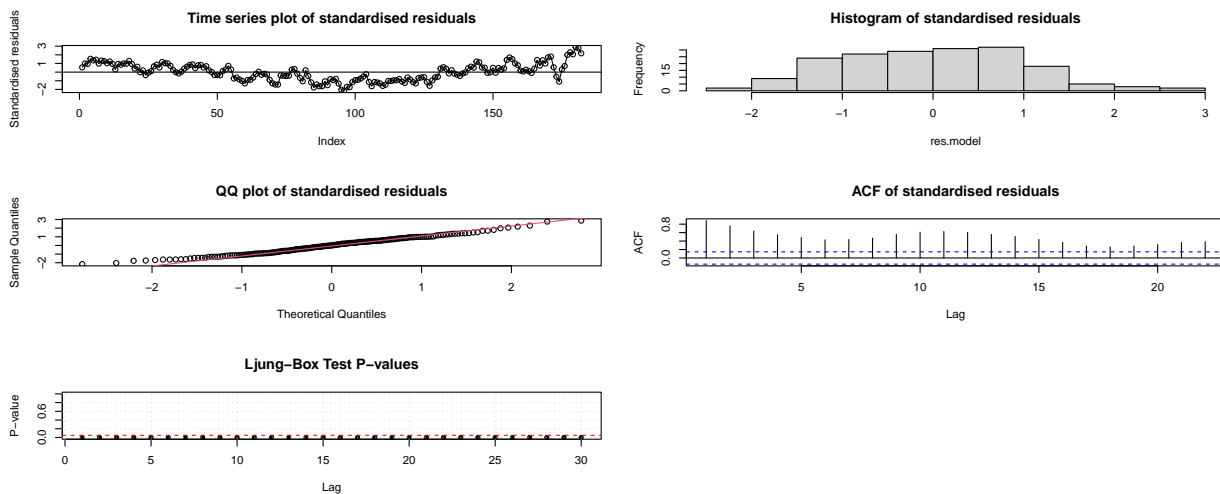 Time series plot of standardised residuals
Standardised residuals
3
1
−2
0 50 100 150
Index
Histogram of standardised residuals
Frequency
15
0
−2 −1 0 1 2 3
res.model
QQ plot of standardised residuals
Sample Quantiles
3
1
−2
−2 −1 0 1 2
Theoretical Quantiles
ACF of standardised residuals
ACF
0.8
0.0
5 10 15 20
Lag
Ljung−Box Test P−values
P−value
0.6
0.0
0 5 10 15 20 25 30
Lag